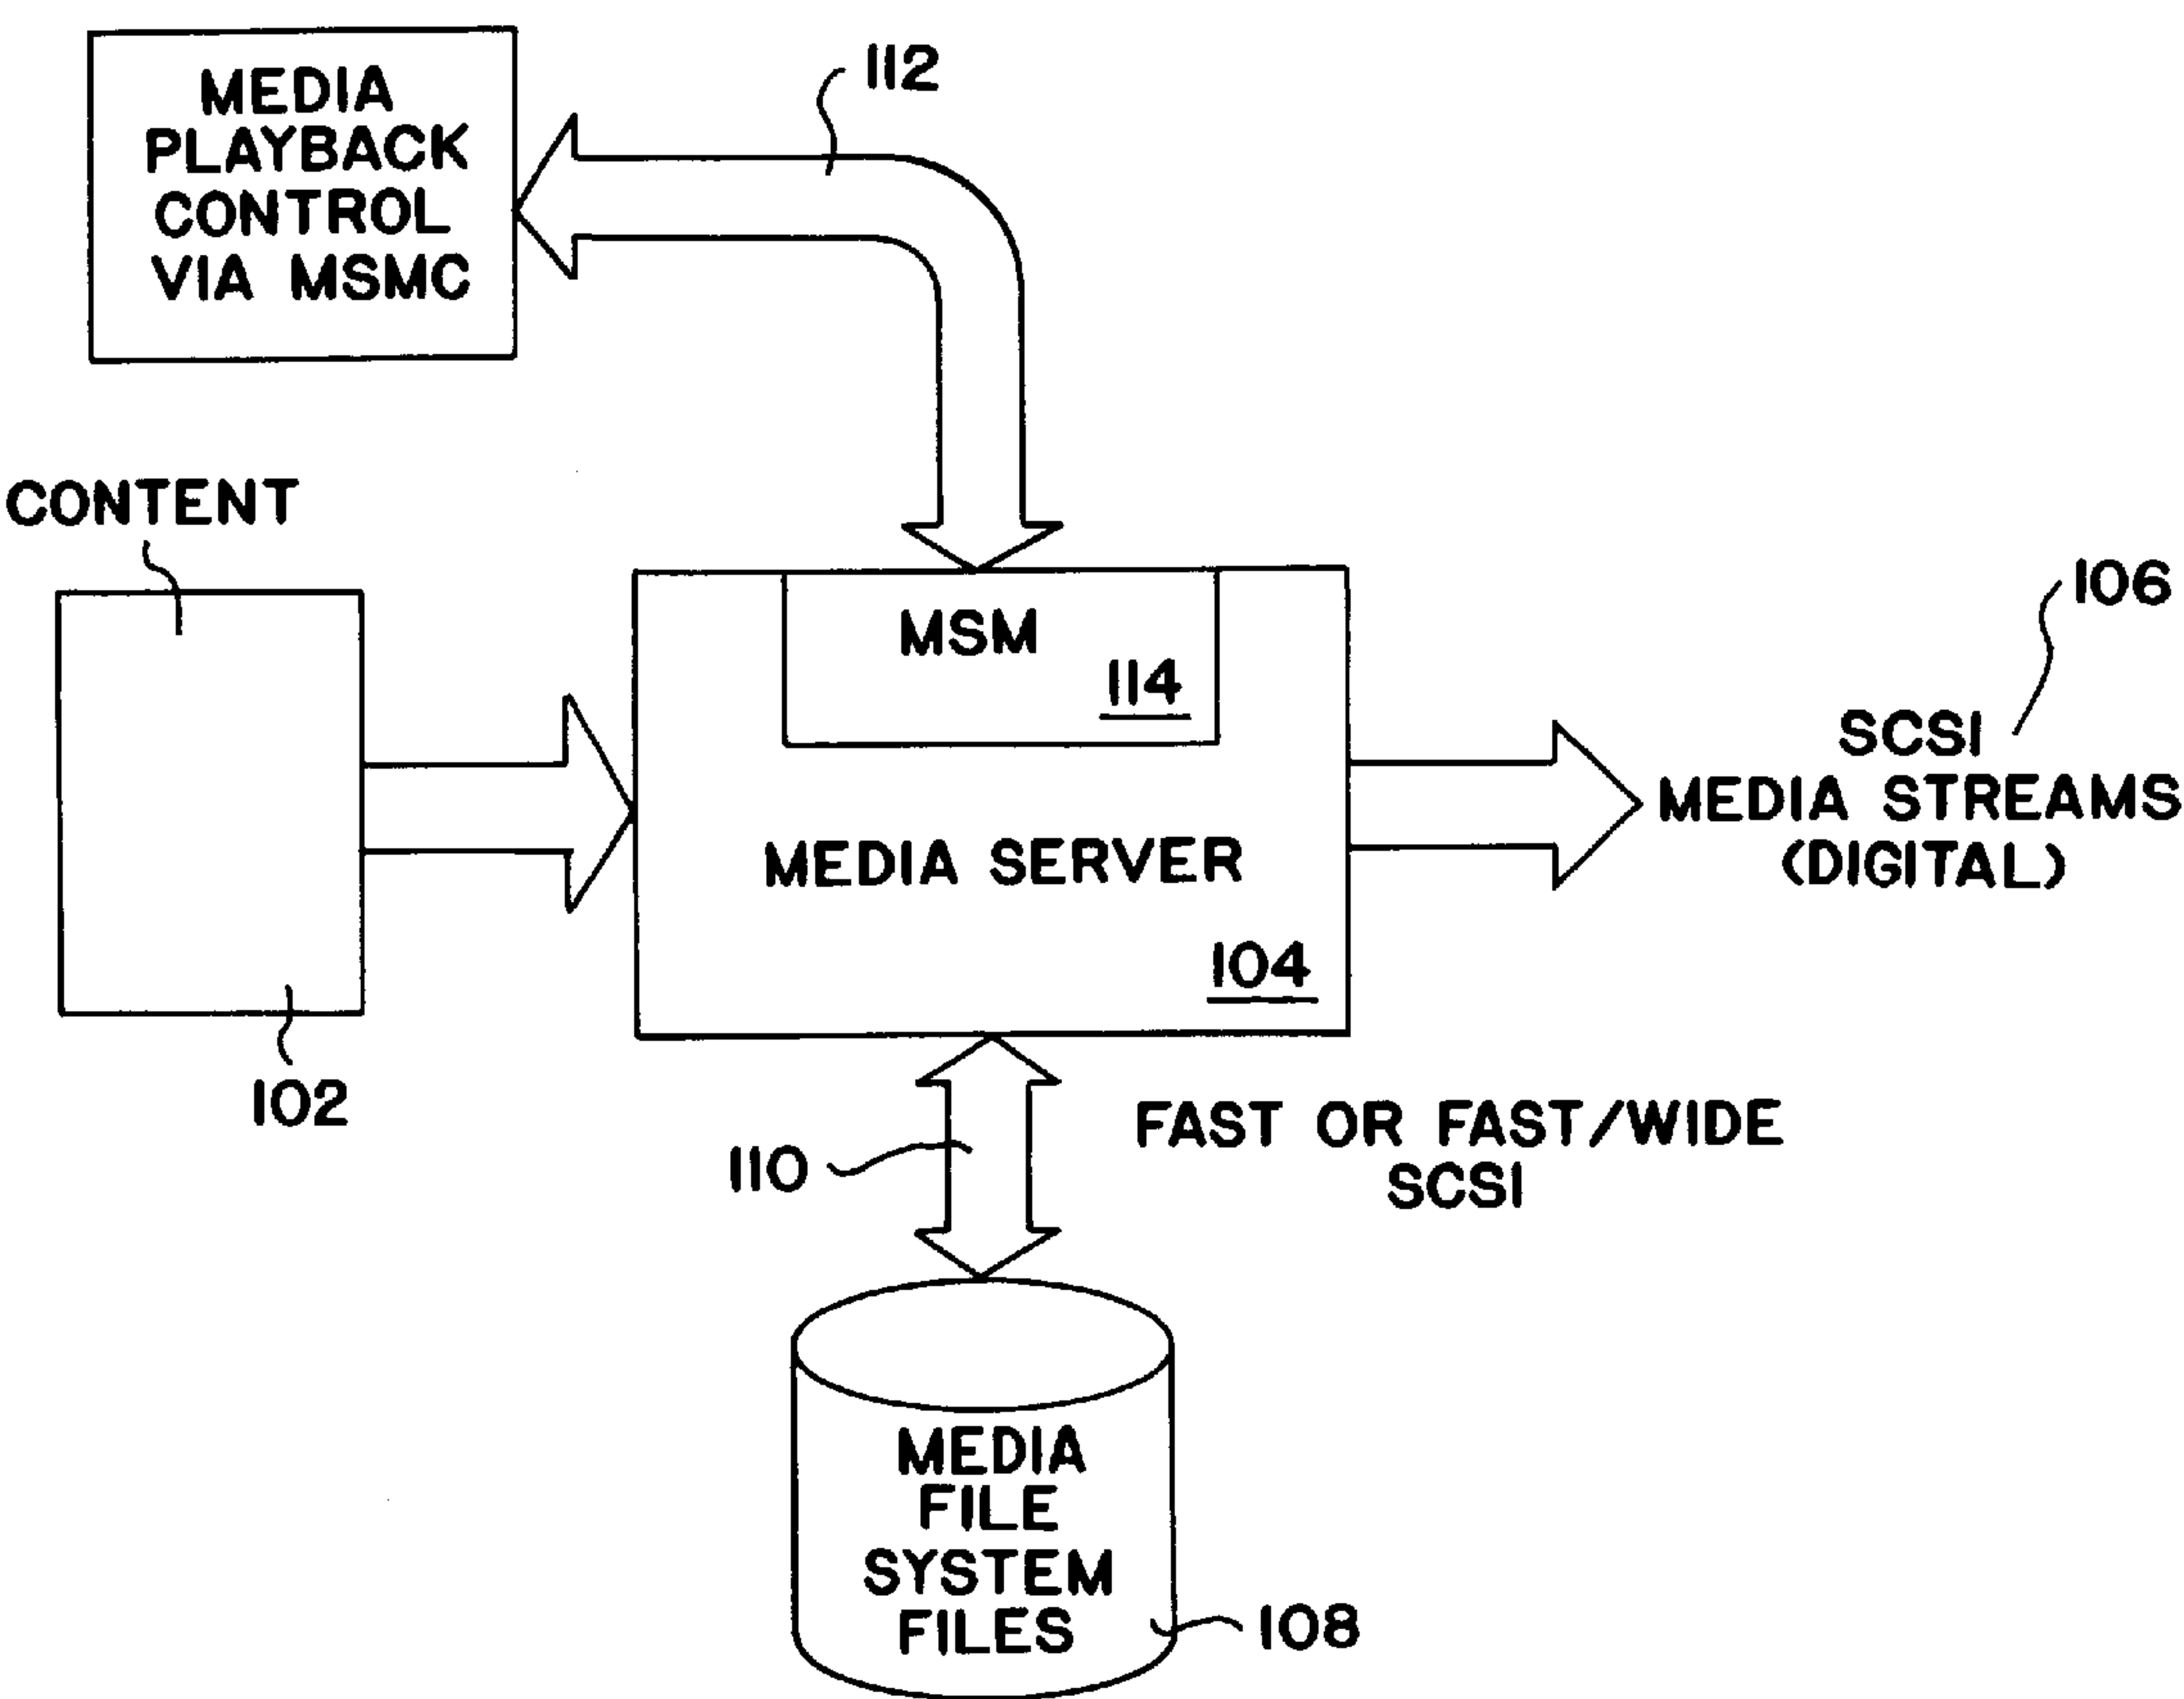 MEDIA
PLAYBACK
CONTROL
VIA MSMC
112
CONTENT
102
MSM
114
MEDIA SERVER
104
106
SCSI
MEDIA STREAMS
(DIGITAL)
110
FAST OR FAST/WIDE
SCSI
MEDIA
FILE
SYSTEM
FILES
108